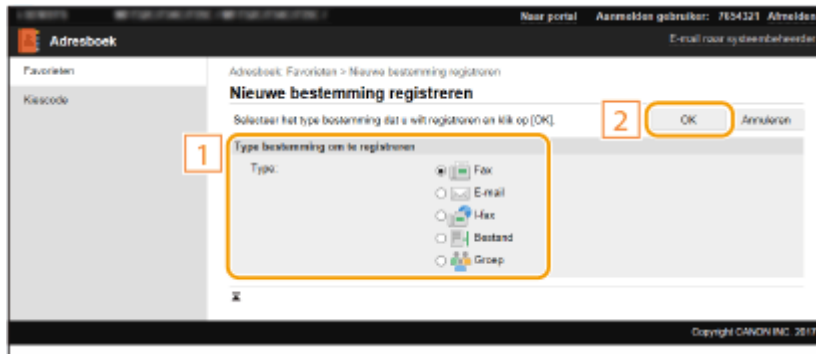 Naar portal Aanmelden gebruiker: 7654321 Afmelden
Adresboek E-mail naar systeembeheerder
Favorieten
Kiescode
Adresboek: Favorieten > Nieuwe bestemming registreren
Nieuwe bestemming registreren
Selecteer het type bestemming dat u wilt registreren en klik op [OK].
2 OK Annuleren
1 Type bestemming om te registreren
Type: Fax
E-mail
I-fax
Bestand
Groep
Copyright CANON INC. 2017